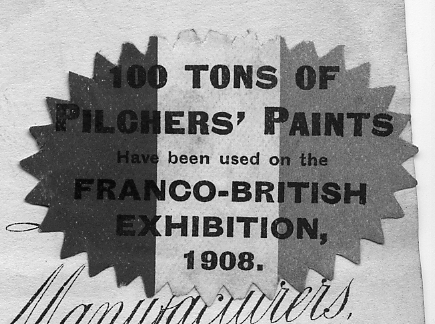 100 TONS OF
PILCHERS' PAINTS
Have been used on the
FRANCO-BRITISH
EXHIBITION,
1908.
Manufacturers,